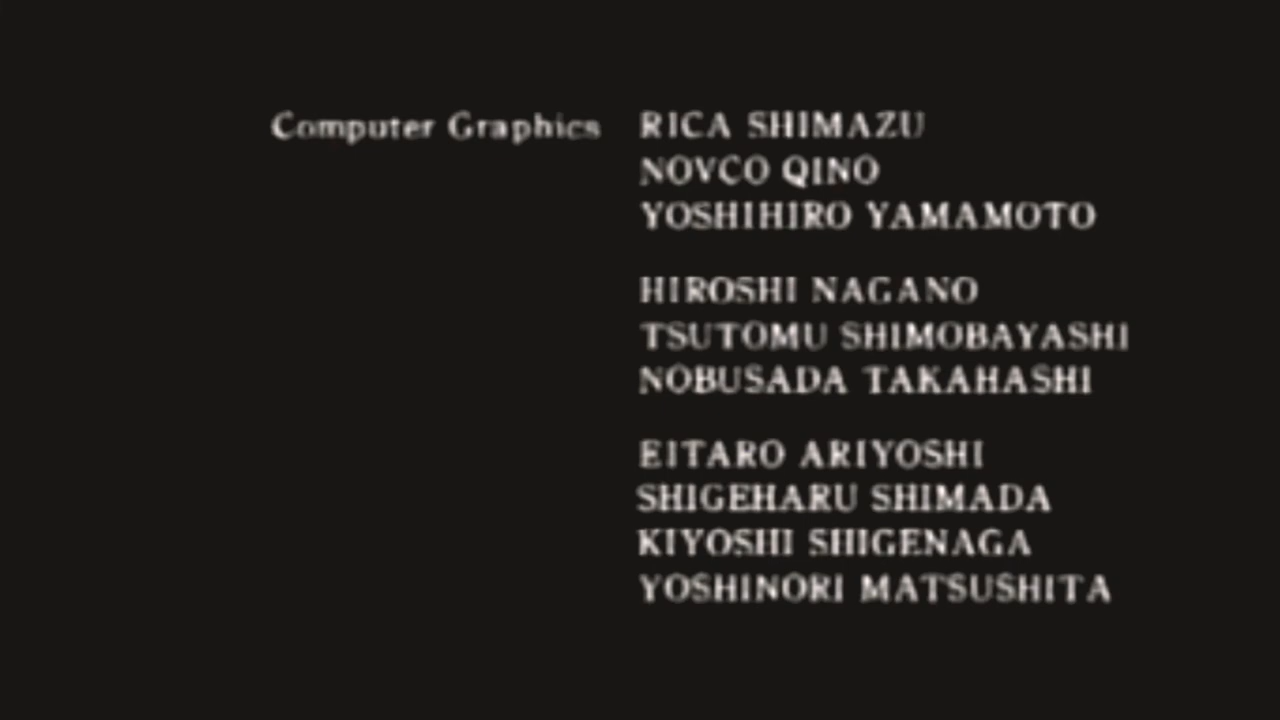 Computer Graphics RICA SHIMAZU
NOVCO QINO
YOSHIHIRO YAMAMOTO
HIROSHI NAGANO
TSUTOMU SHIMOBAYASHI
NOBUSADA TAKAHASHI
EITARO ARIYOSHI
SHIGEHARU SHIMADA
KIYOSHI SHIGENAGA
YOSHINORI MATSUSHITA